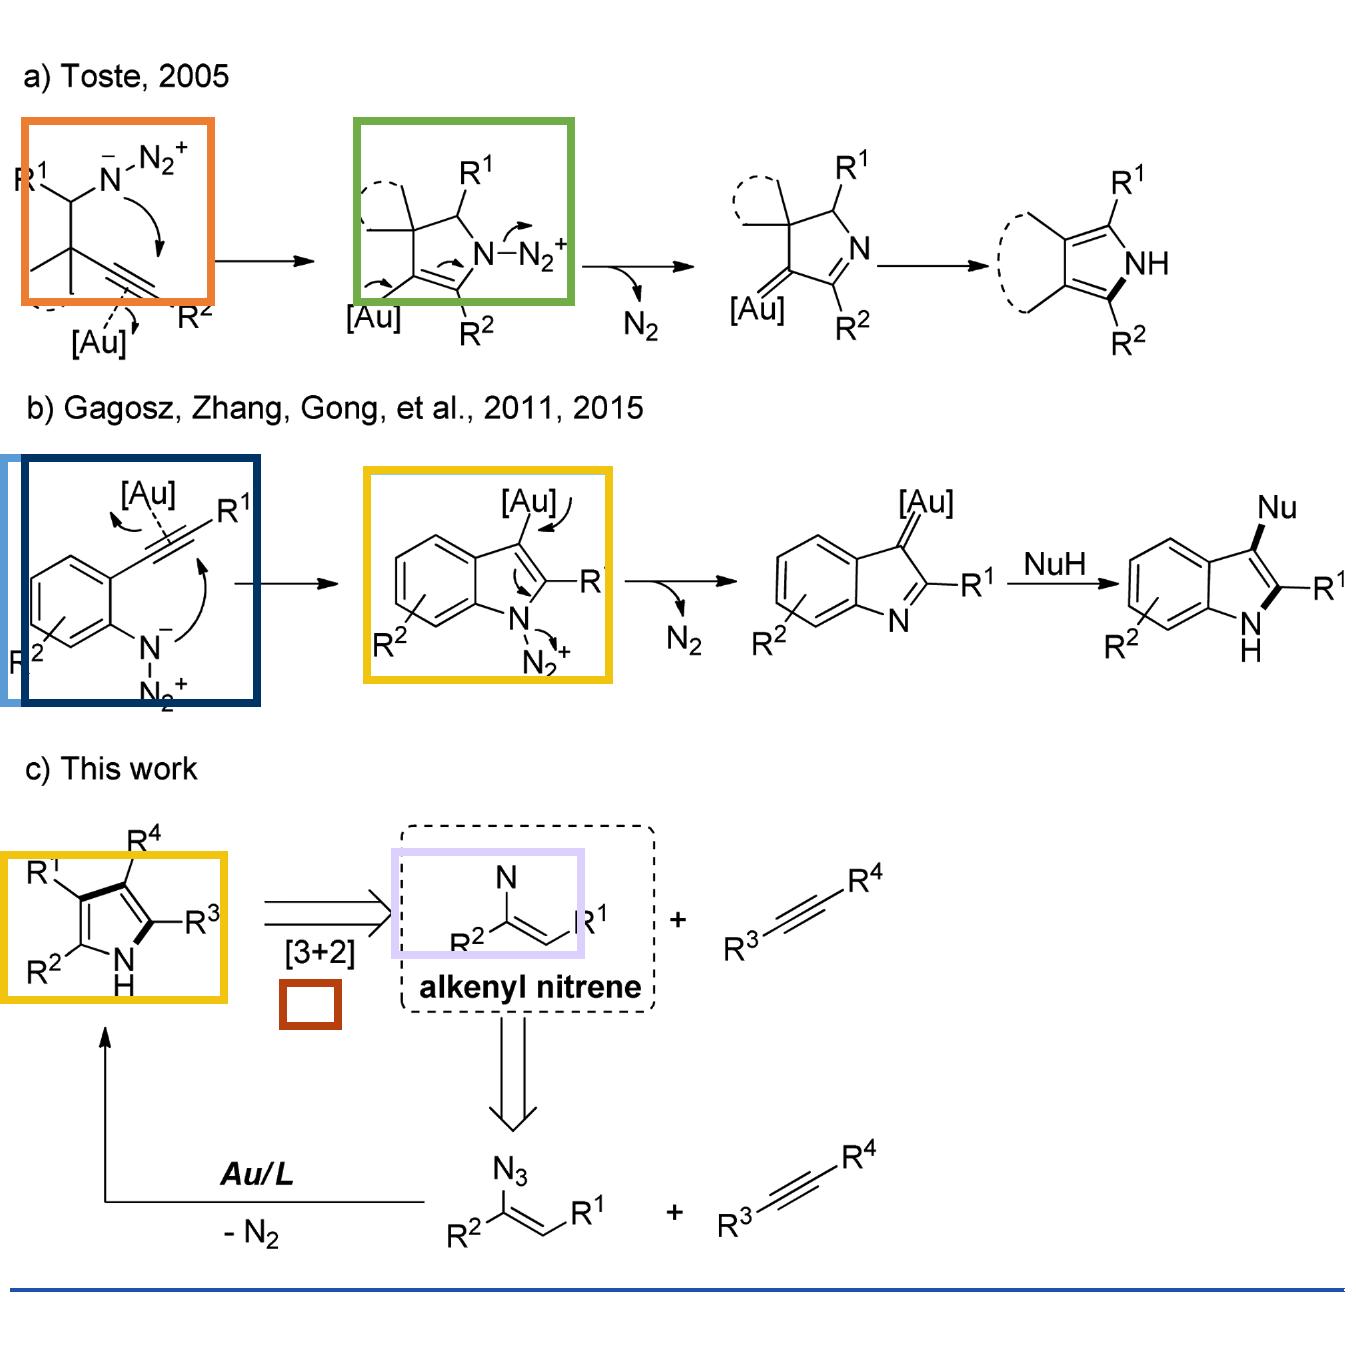 a) Toste, 2005
R1 N− N2+ R2 [Au]
R1 N N2+ [Au] R2
N2
R1 N [Au] R2
R1 NH R2
b) Gagosz, Zhang, Gong, et al., 2011, 2015
[Au] R1 R2 N− N2+
[Au] R R2 N N2+
N2
[Au] R1 R2 N
NuH
Nu R1 R2 N H
c) This work
R4 R1 R3 R2 N H
[3+2]
N R2 R1
alkenyl nitrene
+
R4 R3
Au/L
- N2
N3 R2 R1
+
R4 R3